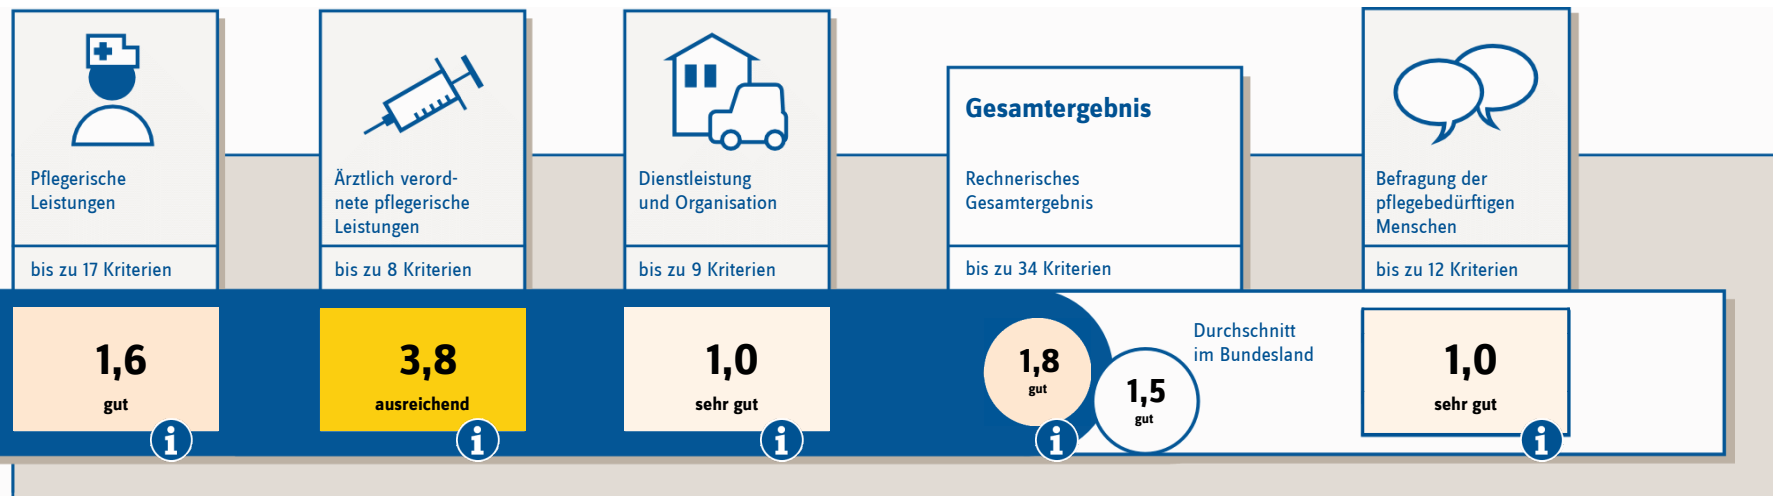 Pflegerische
Leistungen
bis zu 17 Kriterien
1,6
gut
i
Ärztlich verord-
nete pflegerische
Leistungen
bis zu 8 Kriterien
3,8
ausreichend
i
Dienstleistung
und Organisation
bis zu 9 Kriterien
1,0
sehr gut
i
Gesamtergebnis
Rechnerisches
Gesamtergebnis
bis zu 34 Kriterien
1,8
gut
i
1,5
gut
Durchschnitt
im Bundesland
Befragung der
pflegebedürftigen
Menschen
bis zu 12 Kriterien
1,0
sehr gut
i